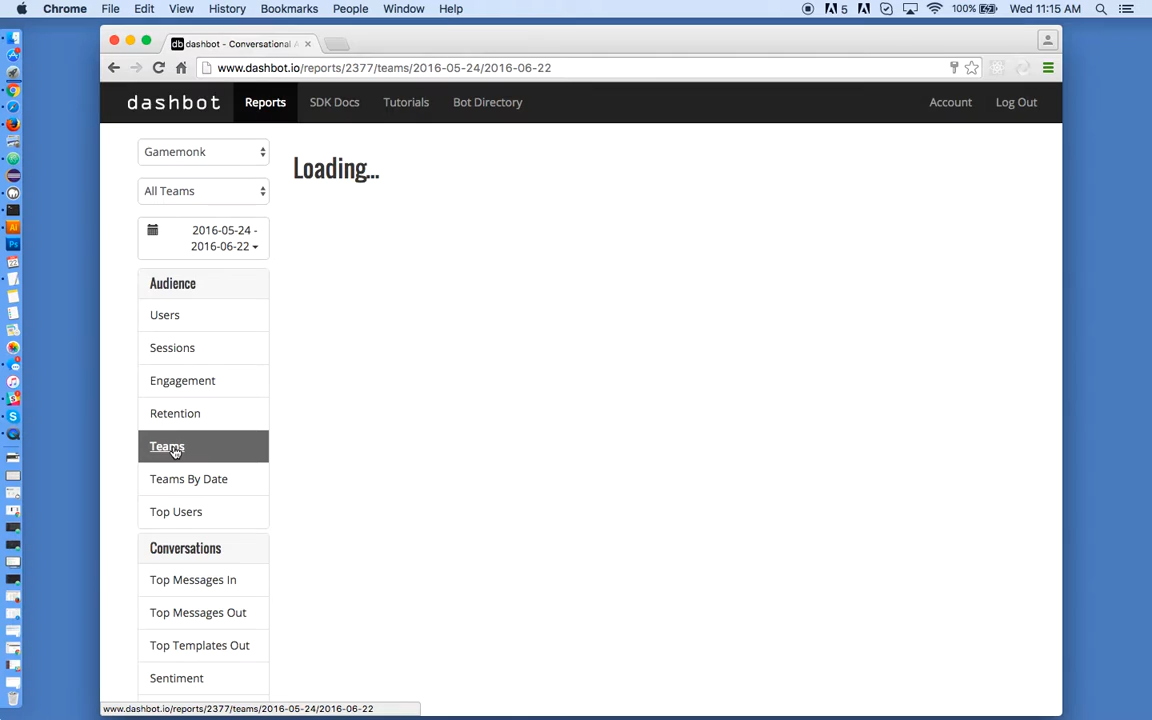 Chrome File Edit View History Bookmarks People Window Help 5 100% Wed 11:15 AM
db dashbot - Conversational A ×
www.dashbot.io/reports/2377/teams/2016-05-24/2016-06-22
dashbot Reports SDK Docs Tutorials Bot Directory Account Log Out
Gamemonk
Loading...
All Teams
2016-05-24 -
2016-06-22
Audience
Users
Sessions
Engagement
Retention
Teams
Teams By Date
Top Users
Conversations
Top Messages In
Top Messages Out
Top Templates Out
Sentiment
www.dashbot.io/reports/2377/teams/2016-05-24/2016-06-22